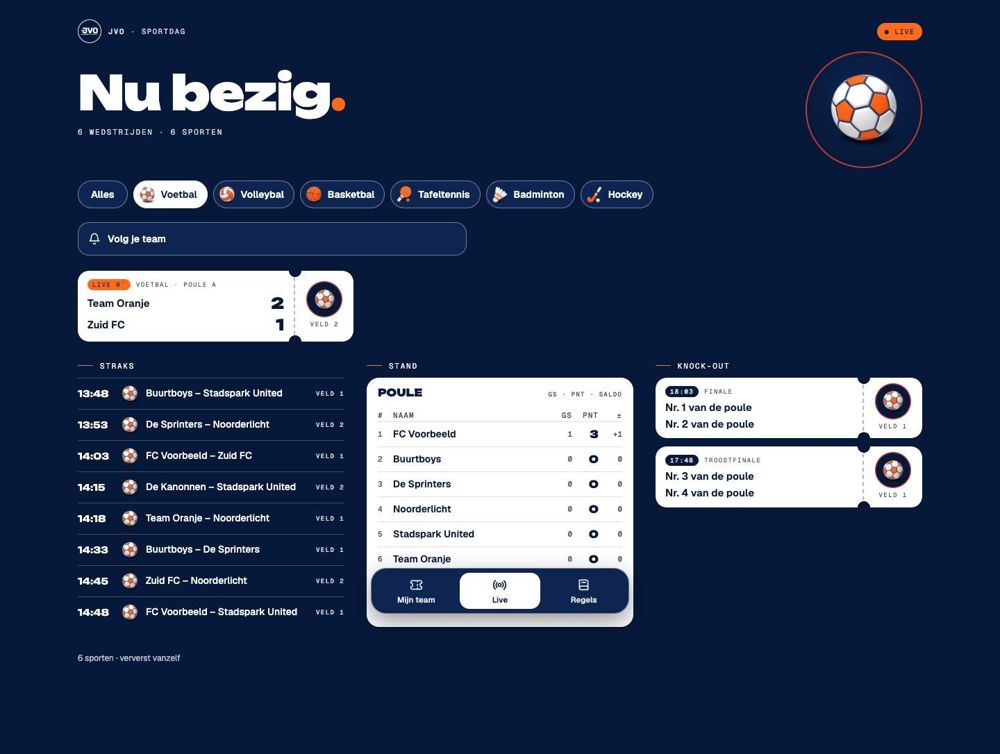 JVO JVO · SPORTDAG
LIVE
Nu bezig.
6 WEDSTRIJDEN · 6 SPORTEN
Alles Voetbal Volleybal Basketbal Tafeltennis Badminton Hockey
Volg je team
LIVE 9' VOETBAL · POULE A
Team Oranje 2
Zuid FC 1
VELD 2
STRAKS
13:48 Buurtboys – Stadspark United VELD 1
13:53 De Sprinters – Noorderlicht VELD 2
14:03 FC Voorbeeld – Zuid FC VELD 1
14:15 De Kanonnen – Stadspark United VELD 2
14:18 Team Oranje – Noorderlicht VELD 1
14:33 Buurtboys – De Sprinters VELD 1
14:45 Zuid FC – Noorderlicht VELD 2
14:48 FC Voorbeeld – Stadspark United VELD 1
STAND
POULE GS · PNT · SALDO
# NAAM GS PNT ±
1 FC Voorbeeld 1 3 +1
2 Buurtboys 0 0 0
3 De Sprinters 0 0 0
4 Noorderlicht 0 0 0
5 Stadspark United 0 0 0
6 Team Oranje 0 0 0
KNOCK-OUT
18:03 FINALE
Nr. 1 van de poule
Nr. 2 van de poule
VELD 1
17:48 TROOSTFINALE
Nr. 3 van de poule
Nr. 4 van de poule
VELD 1
Mijn team Live Regels
6 sporten · ververst vanzelf